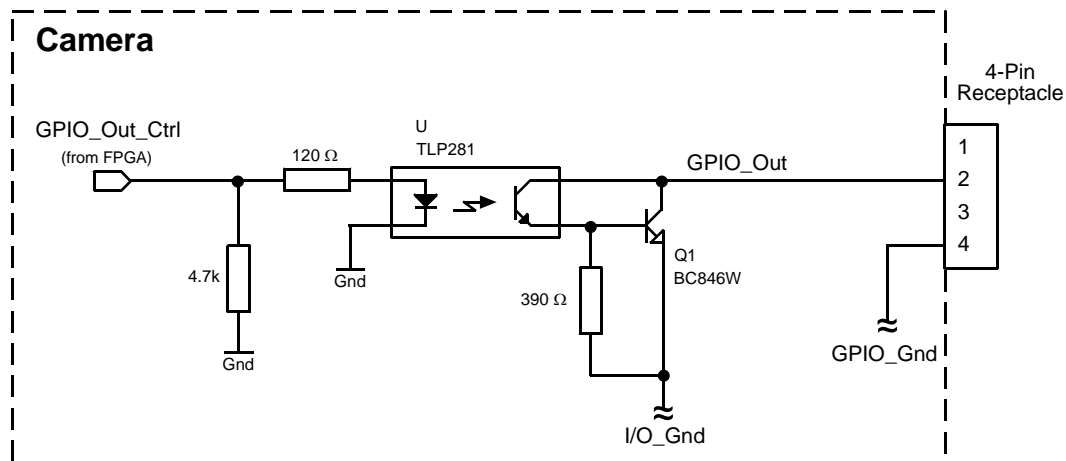 Camera
4-Pin
Receptacle
GPIO_Out_Ctrl
(from FPGA)
120 Ω
U
TLP281
GPIO_Out
1
2
3
4
4.7k
Gnd
Gnd
390 Ω
Q1
BC846W
GPIO_Gnd
I/O_Gnd